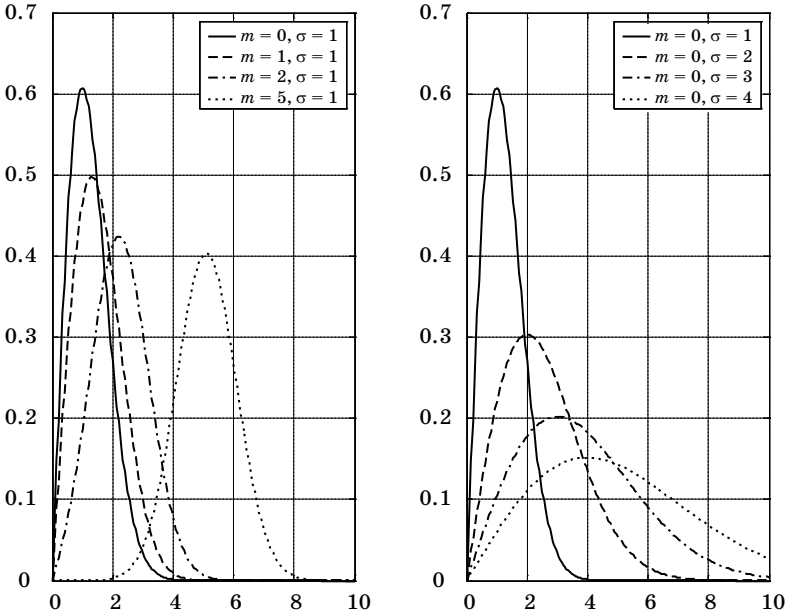 0.7
0.6
0.5
0.4
0.3
0.2
0.1
0
0 2 4 6 8 10
m = 0, σ = 1
m = 1, σ = 1
m = 2, σ = 1
m = 5, σ = 1
0.7
0.6
0.5
0.4
0.3
0.2
0.1
0
0 2 4 6 8 10
m = 0, σ = 1
m = 0, σ = 2
m = 0, σ = 3
m = 0, σ = 4